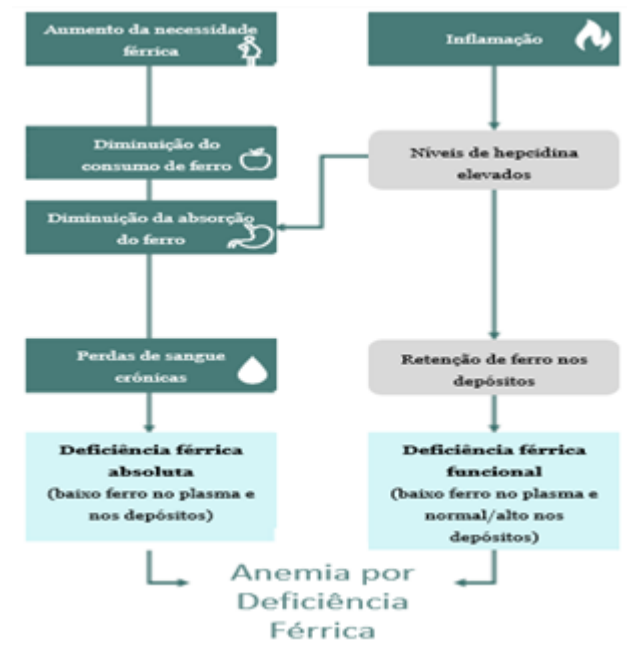 Aumento da necessidade
férrica
Diminuição do
consumo de ferro
Diminuição da absorção
do ferro
Perdas de sangue
crónicas
Deficiência férrica
absoluta
(baixo ferro no plasma e
nos depósitos)
Inflamação
Níveis de hepcidina
elevados
Retenção de ferro nos
depósitos
Deficiência férrica
funcional
(baixo ferro no plasma e
normal/alto nos
depósitos)
Anemia por
Deficiência
Férrica